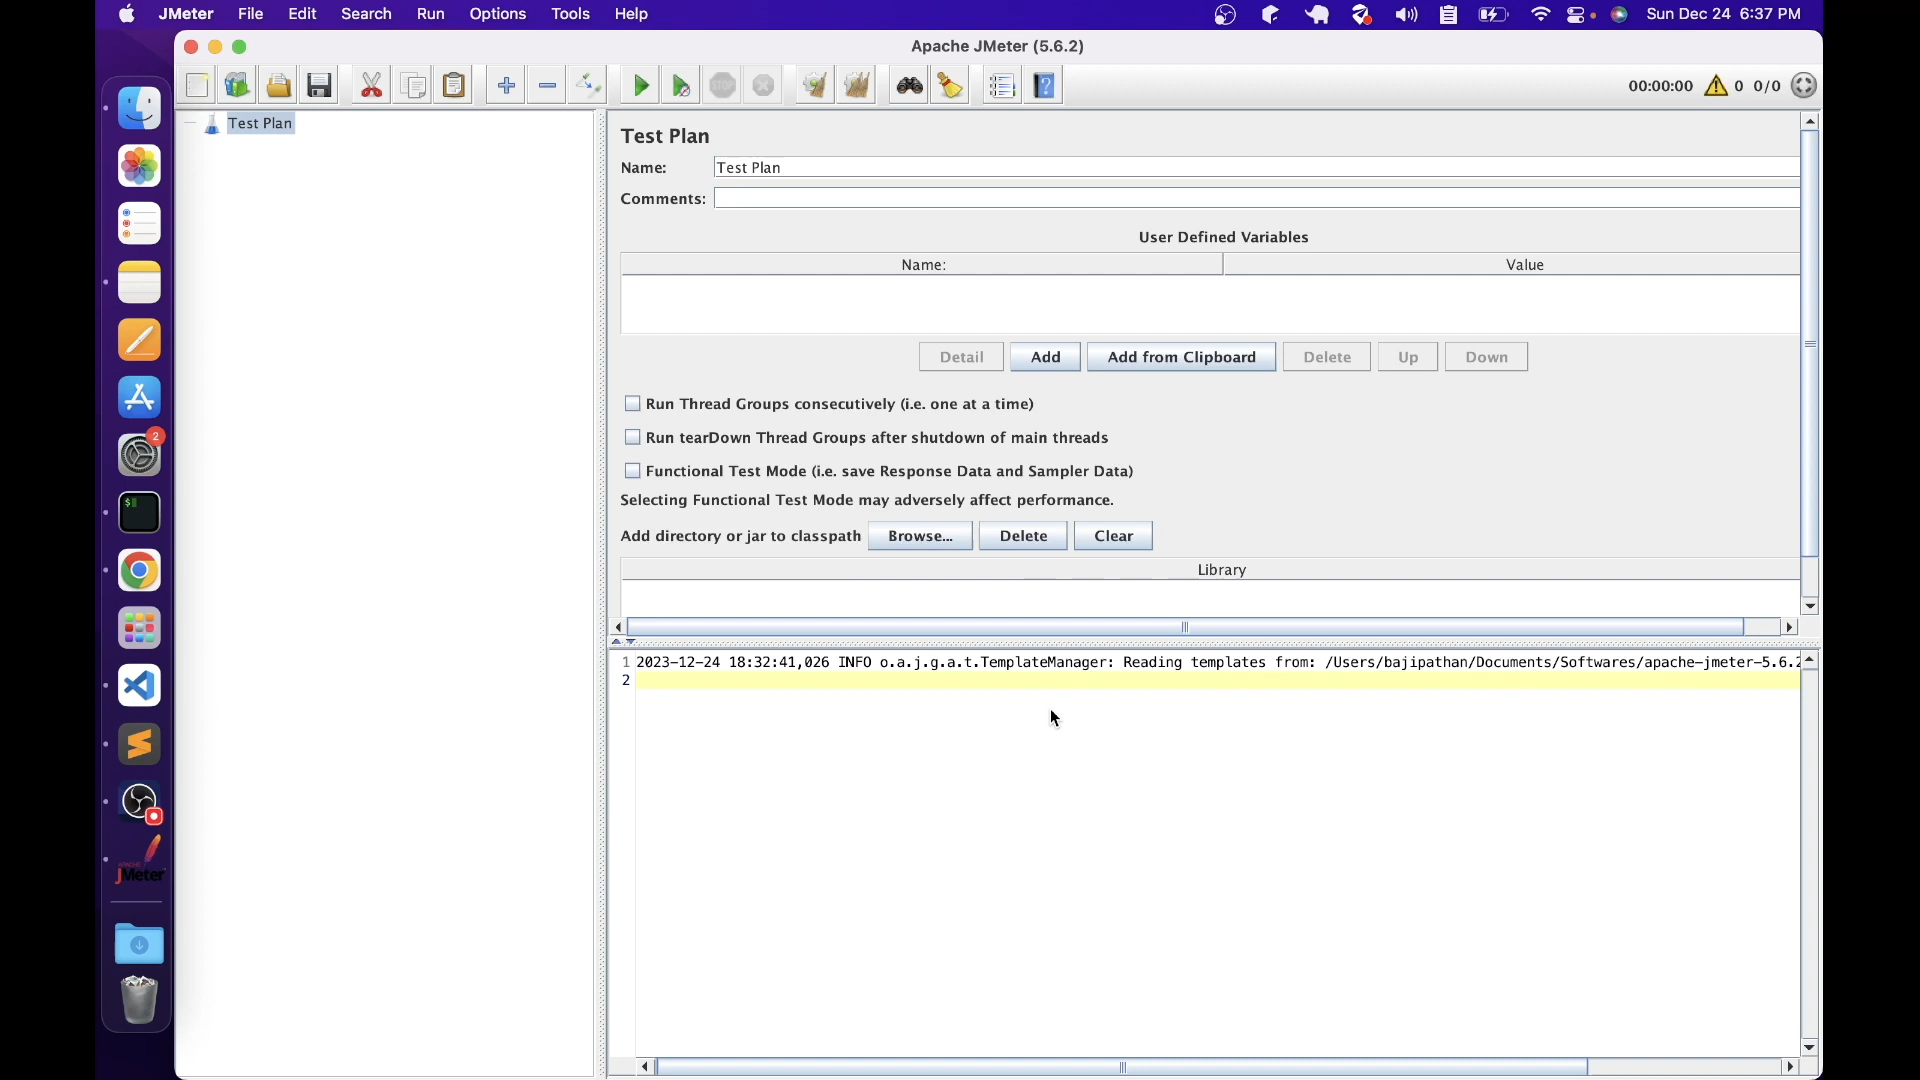 JMeter File Edit Search Run Options Tools Help Sun Dec 24 6:37 PM
Apache JMeter (5.6.2)
STOP 00:00:00 0 0/0
Test Plan
Test Plan
Name: Test Plan
Comments:
User Defined Variables
Name: Value
Detail Add Add from Clipboard Delete Up Down
Run Thread Groups consecutively (i.e. one at a time)
Run tearDown Thread Groups after shutdown of main threads
Functional Test Mode (i.e. save Response Data and Sampler Data)
Selecting Functional Test Mode may adversely affect performance.
Add directory or jar to classpath Browse... Delete Clear
Library
1 2023-12-24 18:32:41,026 INFO o.a.j.g.a.t.TemplateManager: Reading templates from: /Users/bajipathan/Documents/Softwares/apache-jmeter-5.6.2
2
2
$
APACHE
JMeter